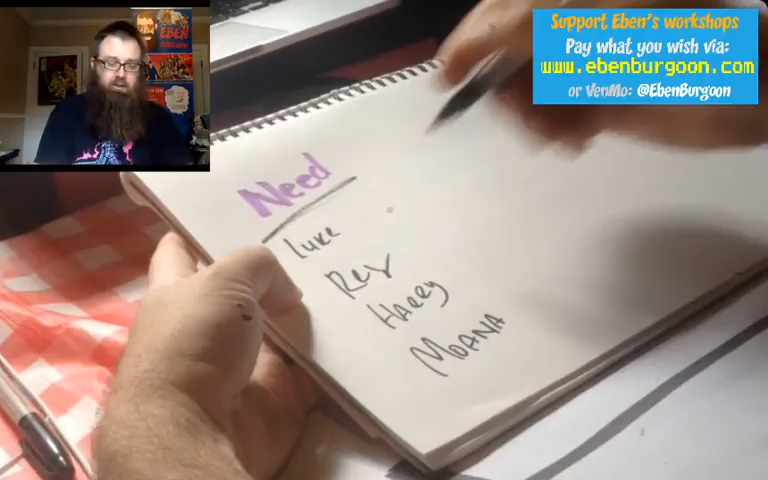 Support Eben's workshops
Pay what you wish via:
www.ebenburgoon.com
or VenMo: @EbenBurgoon
EBEN
Need
Luke
Rey
HARRY
MOANA